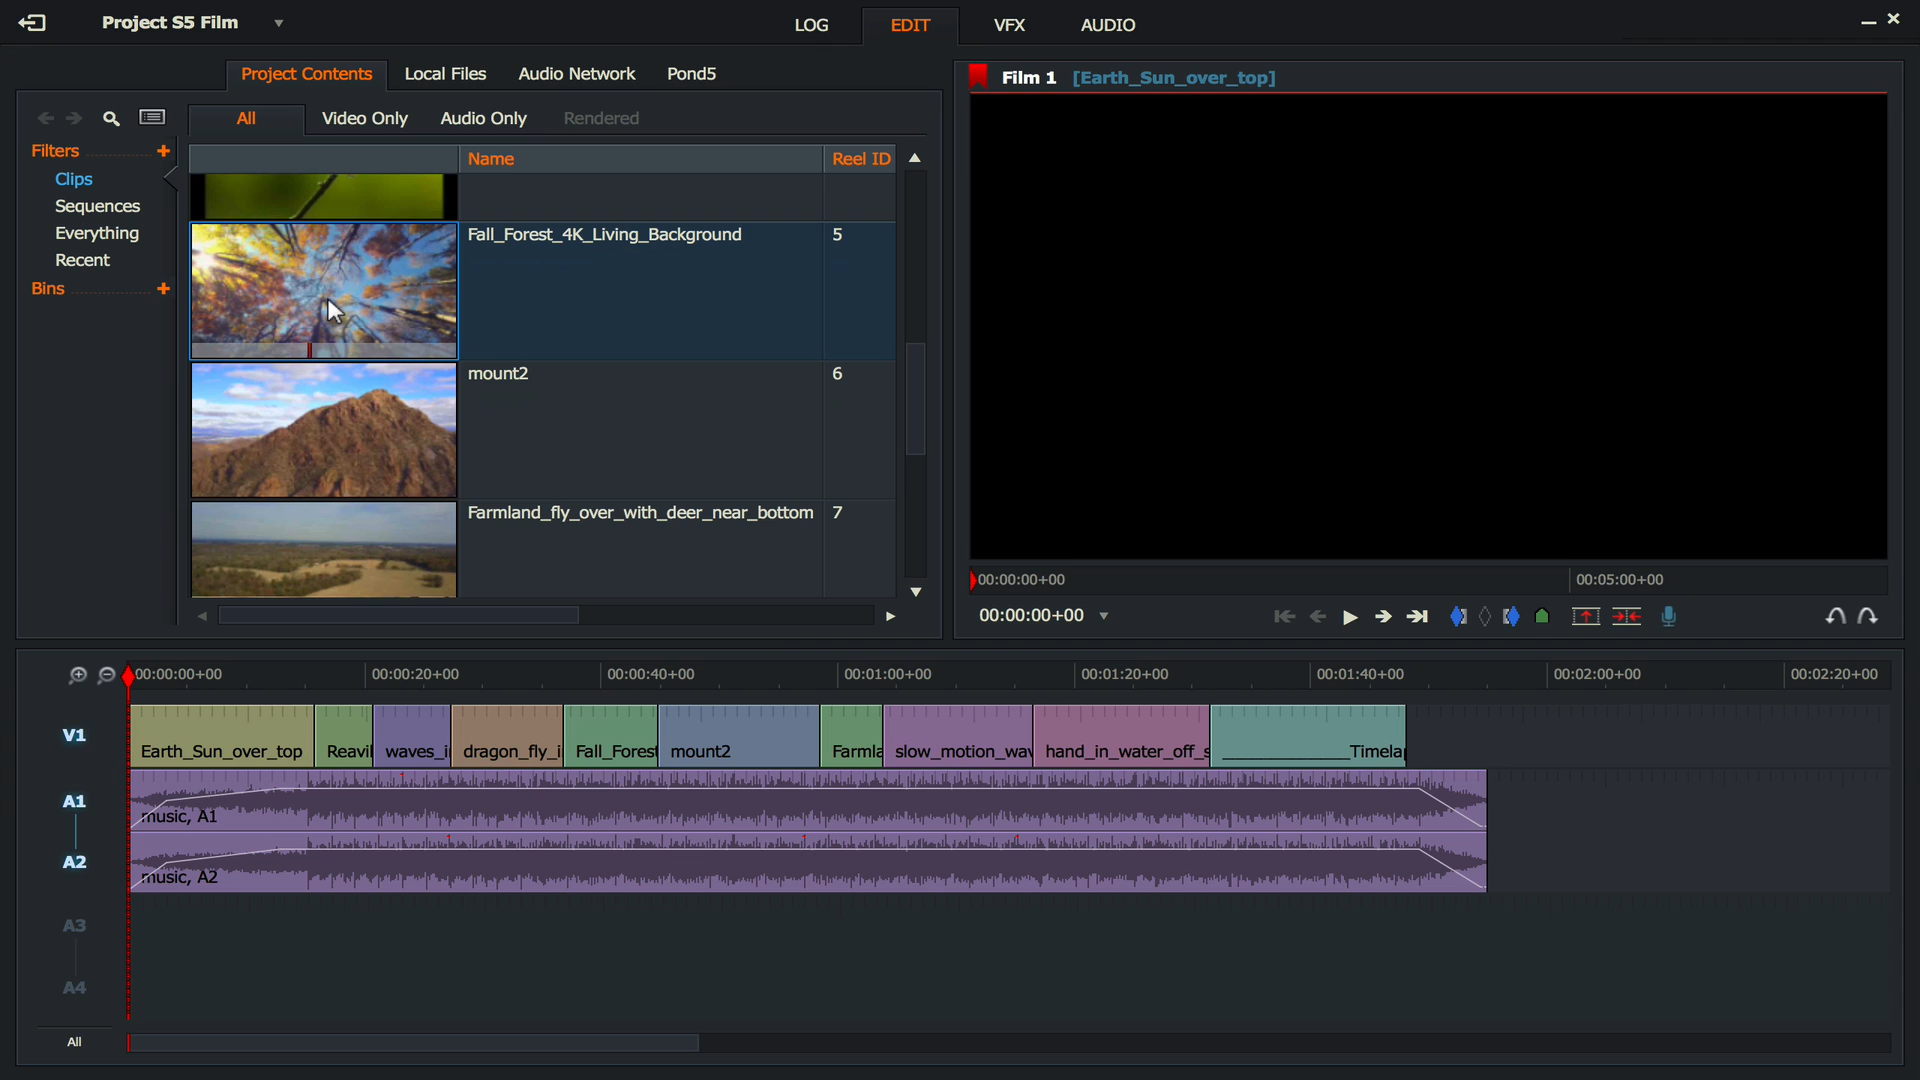 Project S5 Film
LOG
EDIT
VFX
AUDIO
Project Contents
Local Files
Audio Network
Pond5
Film 1 [Earth_Sun_over_top]
All
Video Only
Audio Only
Rendered
Filters
Clips
Sequences
Everything
Recent
Bins
Name
Reel ID
Fall_Forest_4K_Living_Background
5
mount2
6
Farmland_fly_over_with_deer_near_bottom
7
00:00:00+00
00:05:00+00
00:00:00+00
00:00:00+00
00:00:20+00
00:00:40+00
00:01:00+00
00:01:20+00
00:01:40+00
00:02:00+00
00:02:20+00
V1
Earth_Sun_over_top
Reavil
waves_i
dragon_fly_i
Fall_Forest
mount2
Farmla
slow_motion_wav
hand_in_water_off_s
______________Timelap
A1
music, A1
A2
music, A2
A3
A4
All